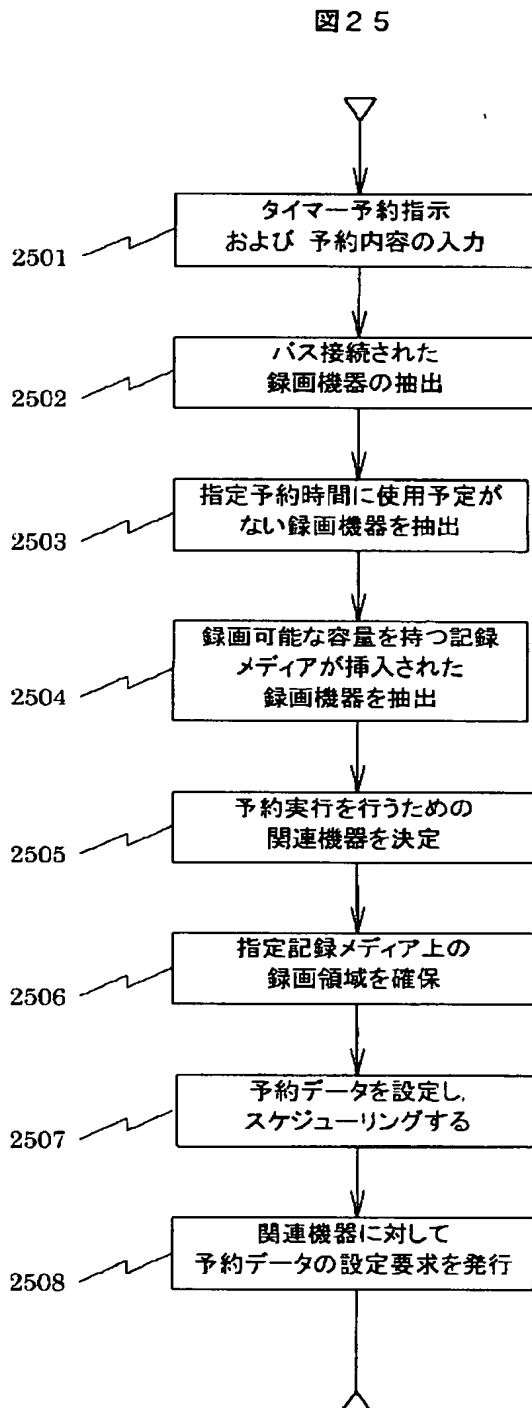 図25
タイマー予約指示
および 予約内容の入力
2501
バス接続された
録画機器の抽出
2502
指定予約時間に使用予定が
ない録画機器を抽出
2503
録画可能な容量を持つ記録
メディアが挿入された
録画機器を抽出
2504
予約実行を行うための
関連機器を決定
2505
指定記録メディア上の
録画領域を確保
2506
予約データを設定し,
スケジューリングする
2507
関連機器に対して
予約データの設定要求を発行
2508